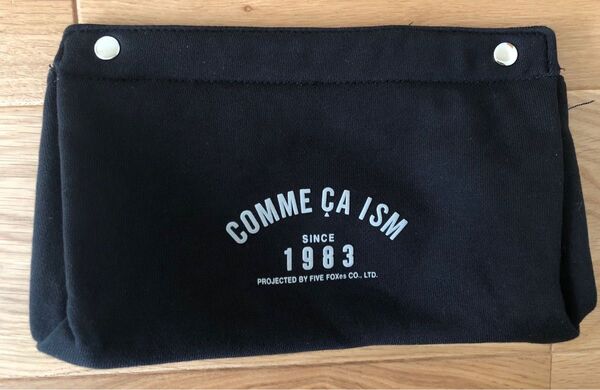 COMME ÇA ISM
SINCE
1983
PROJECTED BY FIVE FOXes CO., LTD.